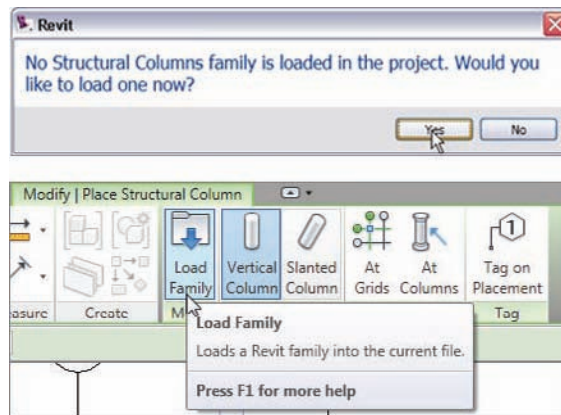 Revit
No Structural Columns family is loaded in the project. Would you
like to load one now?
Yes No
Modify | Place Structural Column
Load Vertical Slanted At At Tag on
Family Column Column Grids Columns Placement
asure Create M Tag
Load Family
Loads a Revit family into the current file.
Press F1 for more help
1